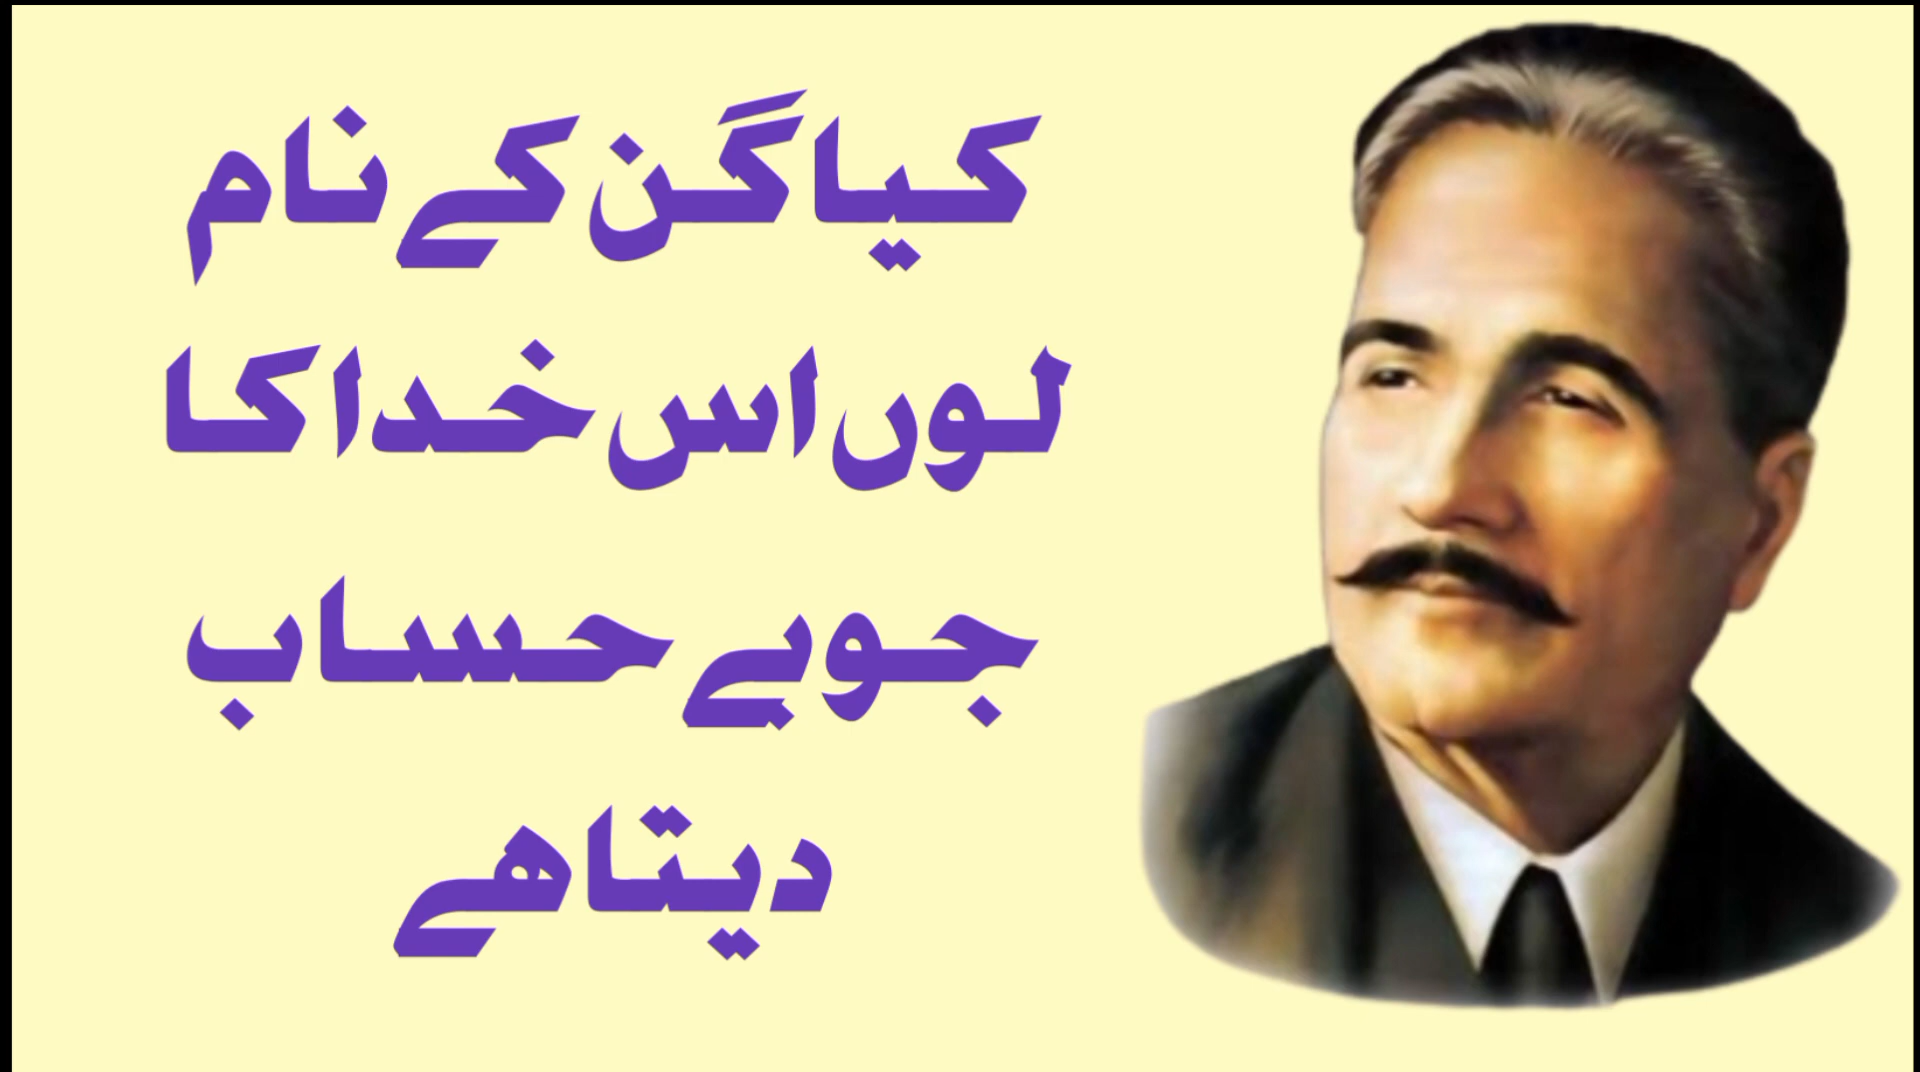 کیا گن کے نام
لوں اس خدا کا
جو بے حساب
دیتا ھے